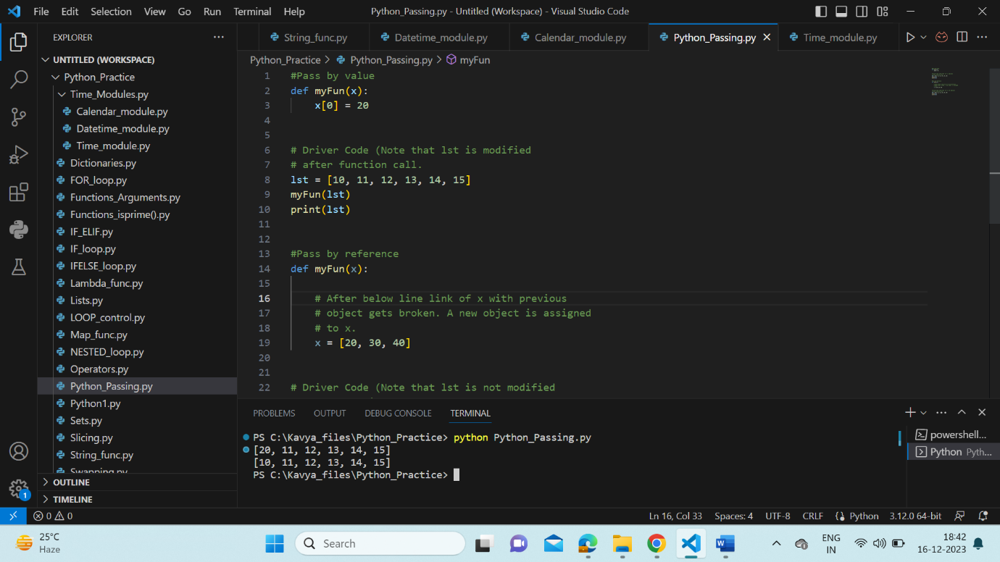 File Edit Selection View Go Run Terminal Help Python_Passing.py - Untitled (Workspace) - Visual Studio Code
EXPLORER
String_func.py Datetime_module.py Calendar_module.py Python_Passing.py Time_module.py
UNTITLED (WORKSPACE)
Python_Practice
Time_Modules.py
Calendar_module.py
Datetime_module.py
Time_module.py
Dictionaries.py
FOR_loop.py
Functions_Arguments.py
Functions_isprime().py
IF_ELIF.py
IF_loop.py
IFELSE_loop.py
Lambda_func.py
Lists.py
LOOP_control.py
Map_func.py
NESTED_loop.py
Operators.py
Python_Passing.py
Python1.py
Sets.py
Slicing.py
String_func.py
Swapping.py
OUTLINE
TIMELINE
Python_Practice > Python_Passing.py > myFun
1 #Pass by value
2 def myFun(x):
3 x[0] = 20
4
5
6 # Driver Code (Note that lst is modified
7 # after function call.
8 lst = [10, 11, 12, 13, 14, 15]
9 myFun(lst)
10 print(lst)
11
12
13 #Pass by reference
14 def myFun(x):
15
16 # After below line link of x with previous
17 # object gets broken. A new object is assigned
18 # to x.
19 x = [20, 30, 40]
20
21
22 # Driver Code (Note that lst is not modified
PROBLEMS OUTPUT DEBUG CONSOLE TERMINAL
PS C:\Kavya_files\Python_Practice> python Python_Passing.py
[20, 11, 12, 13, 14, 15]
[10, 11, 12, 13, 14, 15]
PS C:\Kavya_files\Python_Practice>
powershell...
Python Pyth...
1
0 0 Ln 16, Col 33 Spaces: 4 UTF-8 CRLF Python 3.12.0 64-bit
25°C
Haze
Search
ENG
IN
18:42
16-12-2023